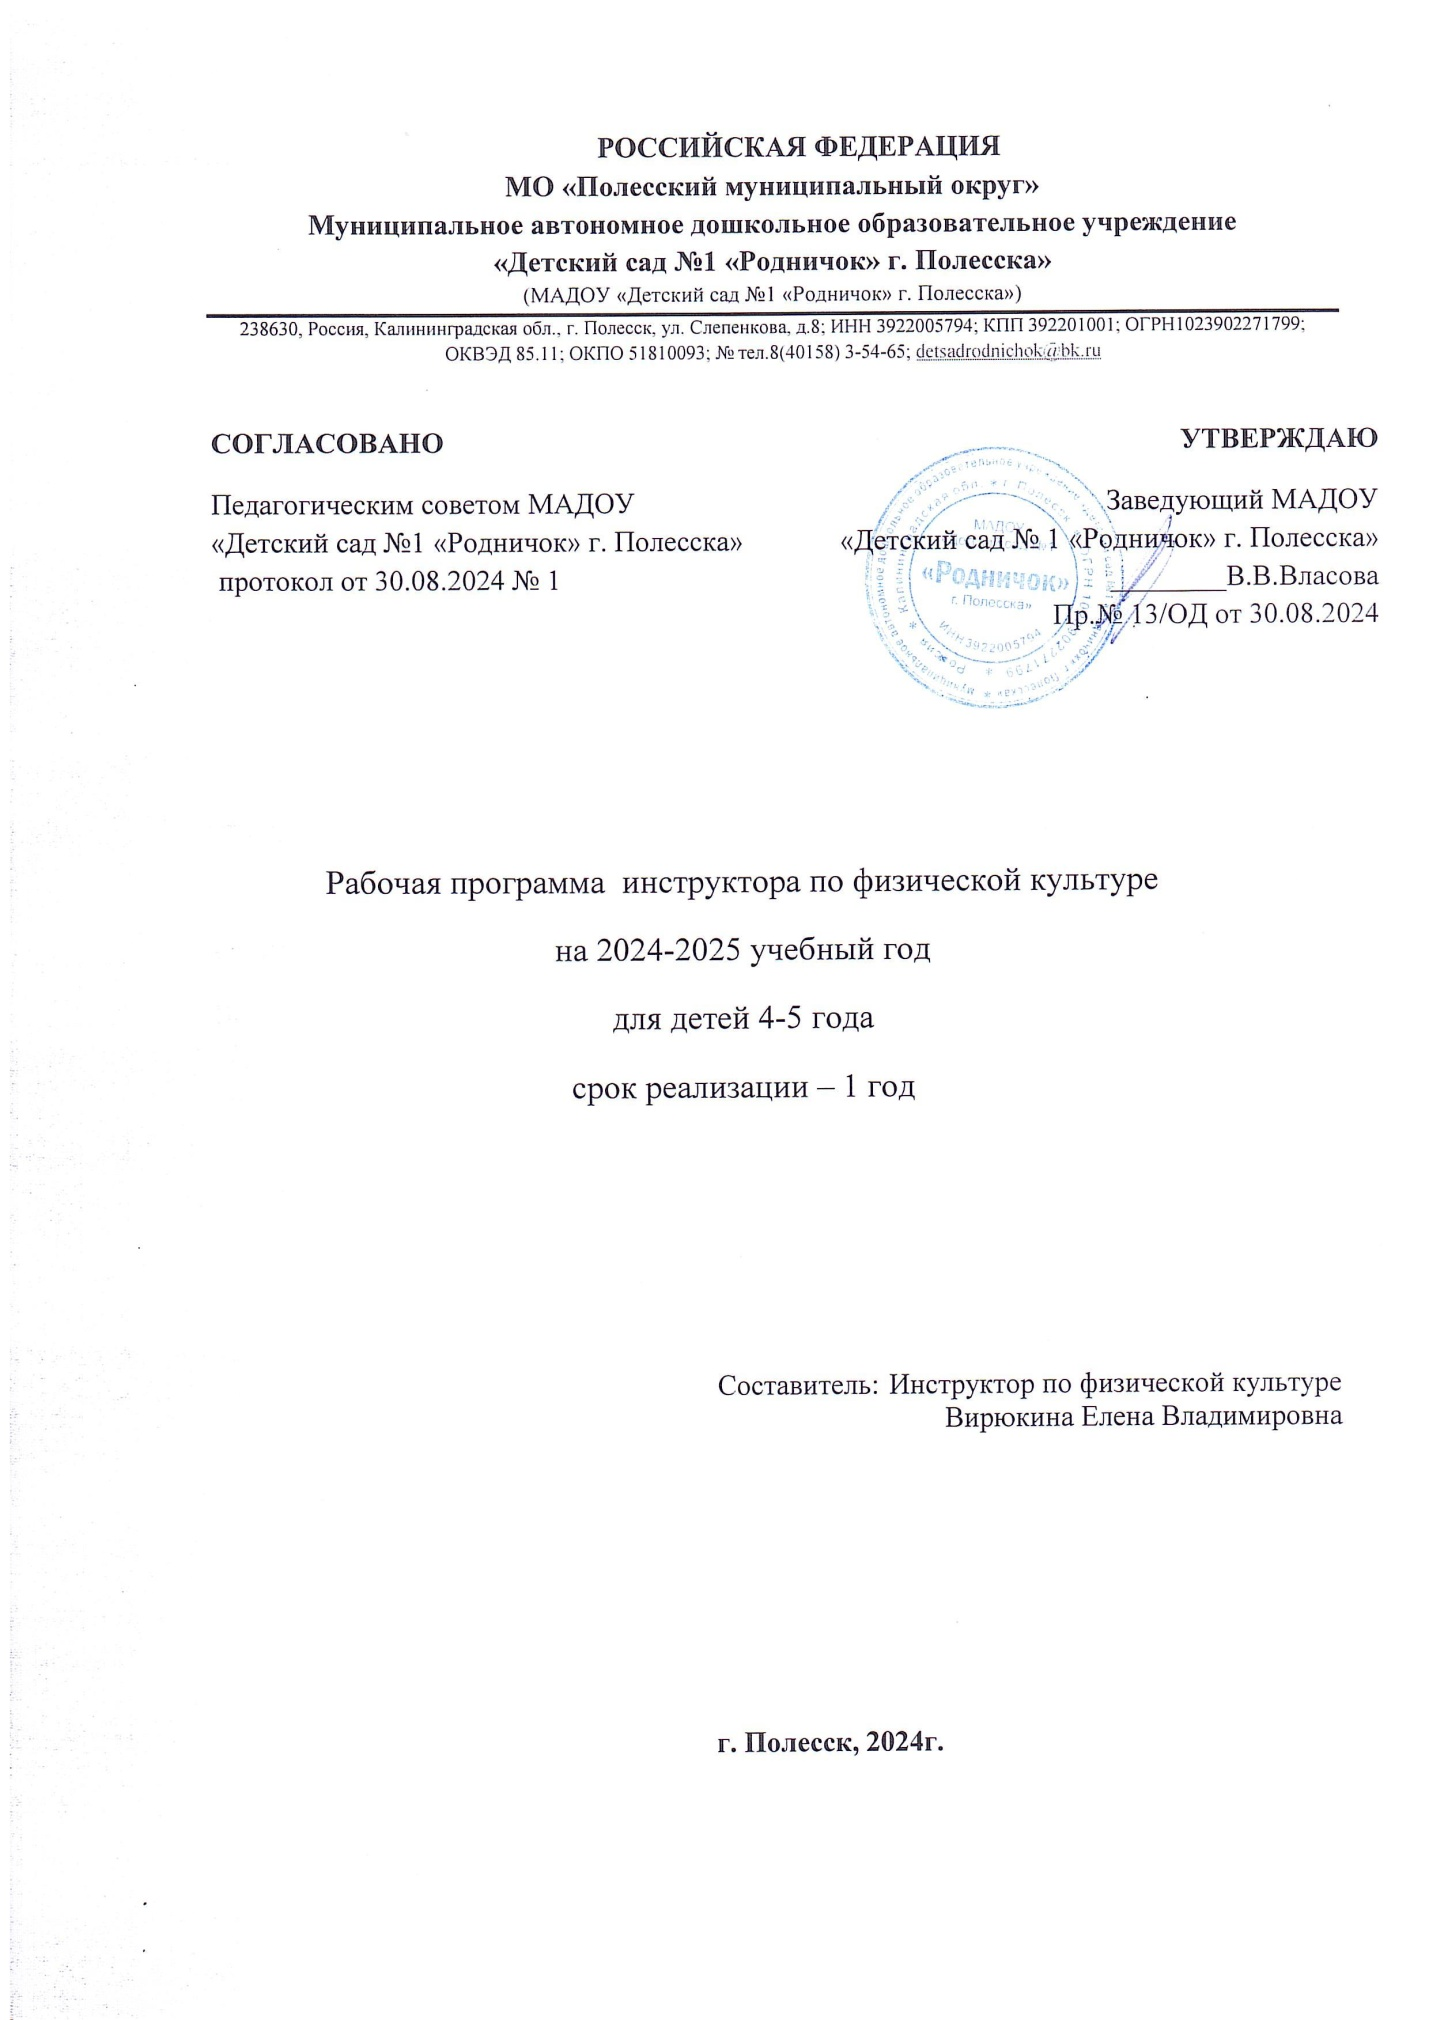 РОССИЙСКАЯ ФЕДЕРАЦИЯ
МО «Полесский муниципальный округ»
Муниципальное автономное дошкольное образовательное учреждение
«Детский сад №1 «Родничок» г. Полесска»
(МАДОУ «Детский сад №1 «Родничок» г. Полесска»)
238630, Россия, Калининградская обл., г. Полесск, ул. Слепенкова, д.8; ИНН 3922005794; КПП 392201001; ОГРН1023902271799;
ОКВЭД 85.11; ОКПО 51810093; № тел.8(40158) 3-54-65; detsadrodnichok@bk.ru
СОГЛАСОВАНО
Педагогическим советом МАДОУ
«Детский сад №1 «Родничок» г. Полесска»
протокол от 30.08.2024 № 1
УТВЕРЖДАЮ
Заведующий МАДОУ
«Детский сад № 1 «Родничок» г. Полесска»
________В.В.Власова
Пр.№ 13/ОД от 30.08.2024
МАДОУ
«Родничок»
г. Полесска»
ИНН3922005794
Рабочая программа инструктора по физической культуре
на 2024-2025 учебный год
для детей 4-5 года
срок реализации – 1 год
Составитель: Инструктор по физической культуре
Вирюкина Елена Владимировна
г. Полесск, 2024г.